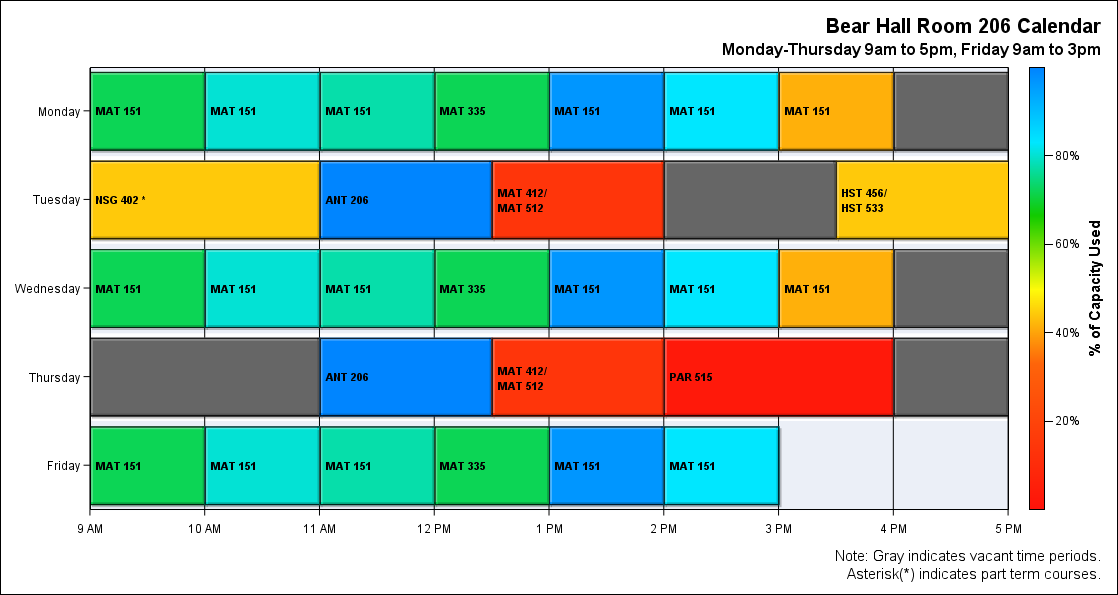 Bear Hall Room 206 Calendar
Monday-Thursday 9am to 5pm, Friday 9am to 3pm
Monday
MAT 151
MAT 151
MAT 151
MAT 335
MAT 151
MAT 151
MAT 151
Tuesday
NSG 402 *
ANT 206
MAT 412/
MAT 512
HST 456/
HST 533
Wednesday
MAT 151
MAT 151
MAT 151
MAT 335
MAT 151
MAT 151
MAT 151
Thursday
ANT 206
MAT 412/
MAT 512
PAR 515
Friday
MAT 151
MAT 151
MAT 151
MAT 335
MAT 151
MAT 151
9 AM
10 AM
11 AM
12 PM
1 PM
2 PM
3 PM
4 PM
5 PM
80%
60%
40%
20%
% of Capacity Used
Note: Gray indicates vacant time periods.
Asterisk(*) indicates part term courses.